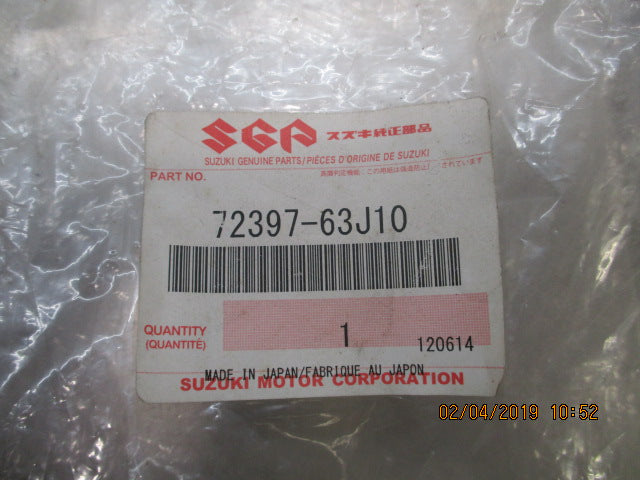 SGP スズキ純正部品
SUZUKI GENUINE PARTS/PIÈCES D'ORIGINE DE SUZUKI
PART NO.
72397-63J10
QUANTITY
(QUANTITÉ)
1
120614
MADE IN JAPAN/FABRIQUE AU JAPON
SUZUKI MOTOR CORPORATION
02/04/2019 10:52